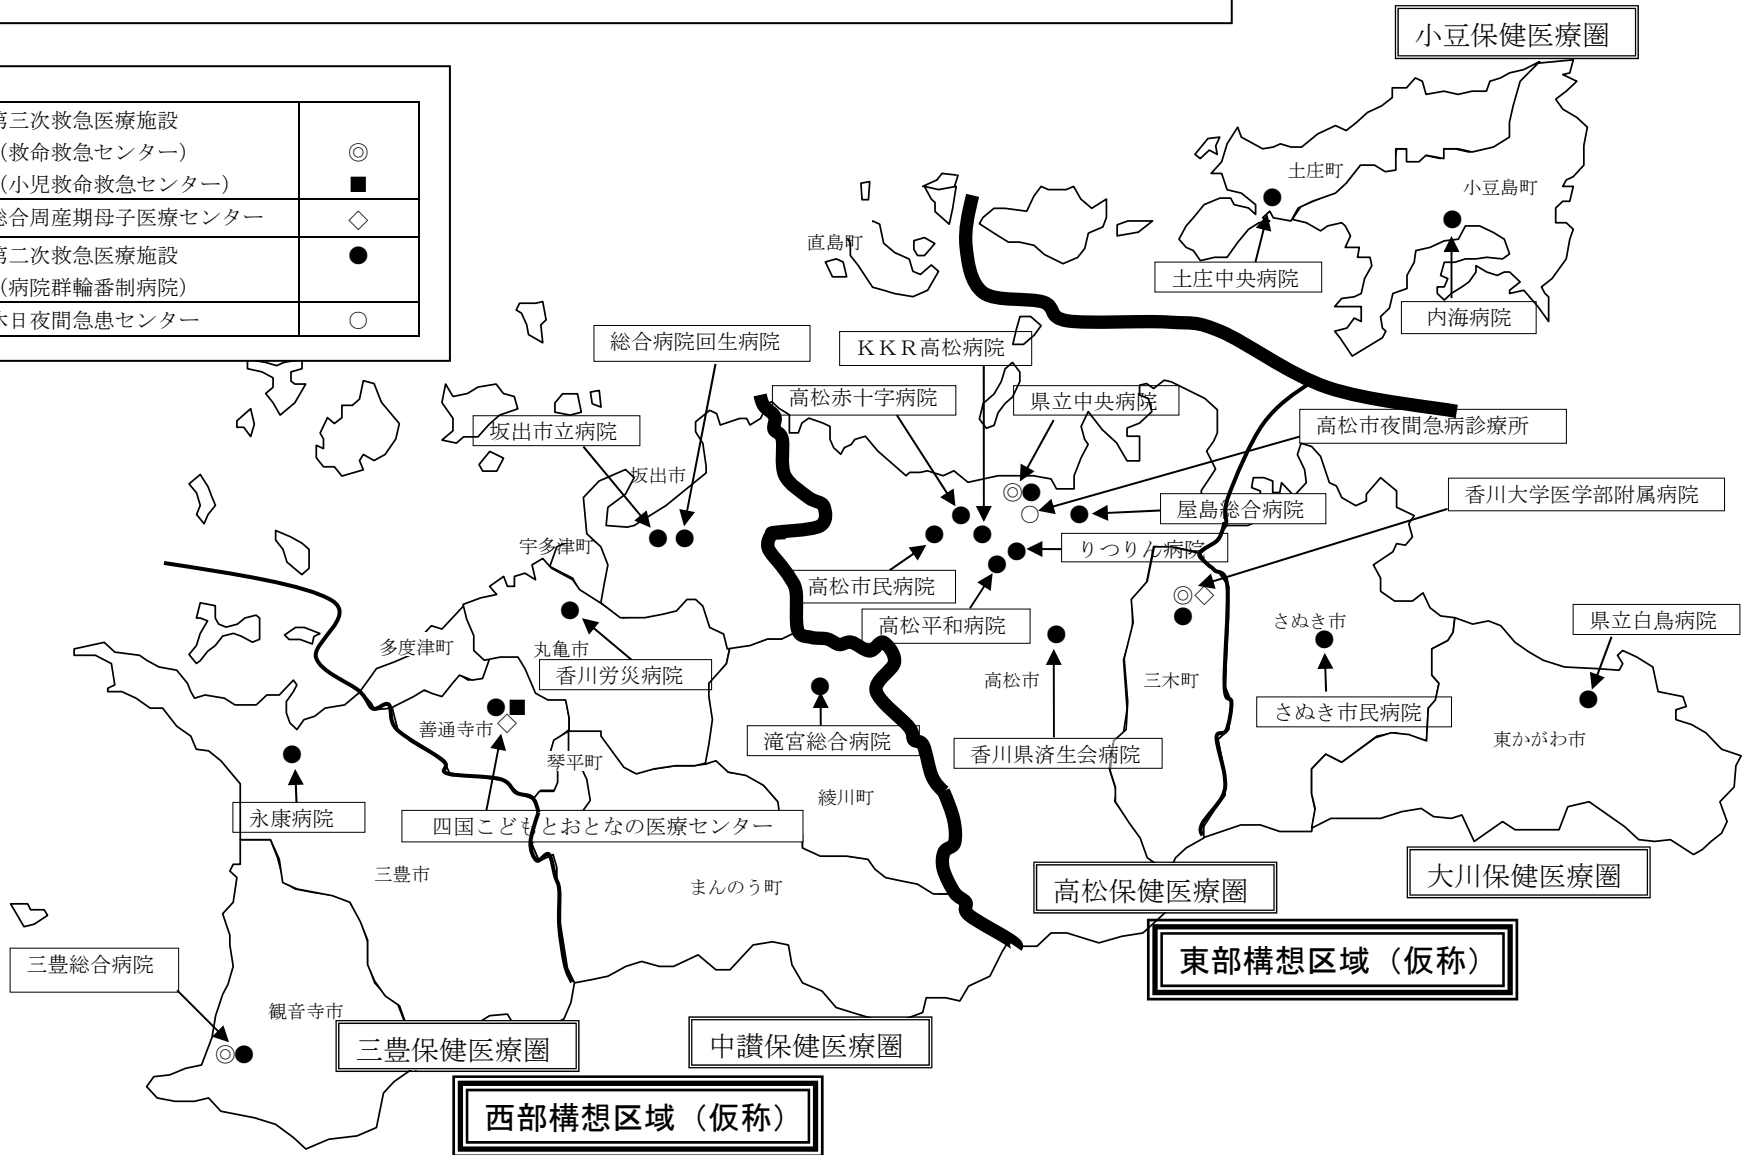 小豆保健医療圏
第三次救急医療施設
（救命救急センター） ◎
（小児救命救急センター） ■
総合周産期母子医療センター ◇
第二次救急医療施設 ●
（病院群輪番制病院）
休日夜間急患センター ○
土庄町
小豆島町
直島町
土庄中央病院
内海病院
総合病院回生病院
ＫＫＲ高松病院
高松赤十字病院
県立中央病院
坂出市立病院
高松市夜間急病診療所
坂出市
香川大学医学部附属病院
屋島総合病院
宇多津町
りつりん病院
高松市民病院
高松平和病院
さぬき市
県立白鳥病院
多度津町
丸亀市
香川労災病院
高松市
三木町
さぬき市民病院
善通寺市
滝宮総合病院
香川県済生会病院
東かがわ市
琴平町
綾川町
永康病院
四国こどもとおとなの医療センター
三豊市
まんのう町
高松保健医療圏
大川保健医療圏
三豊総合病院
東部構想区域（仮称）
観音寺市
三豊保健医療圏
中讃保健医療圏
西部構想区域（仮称）